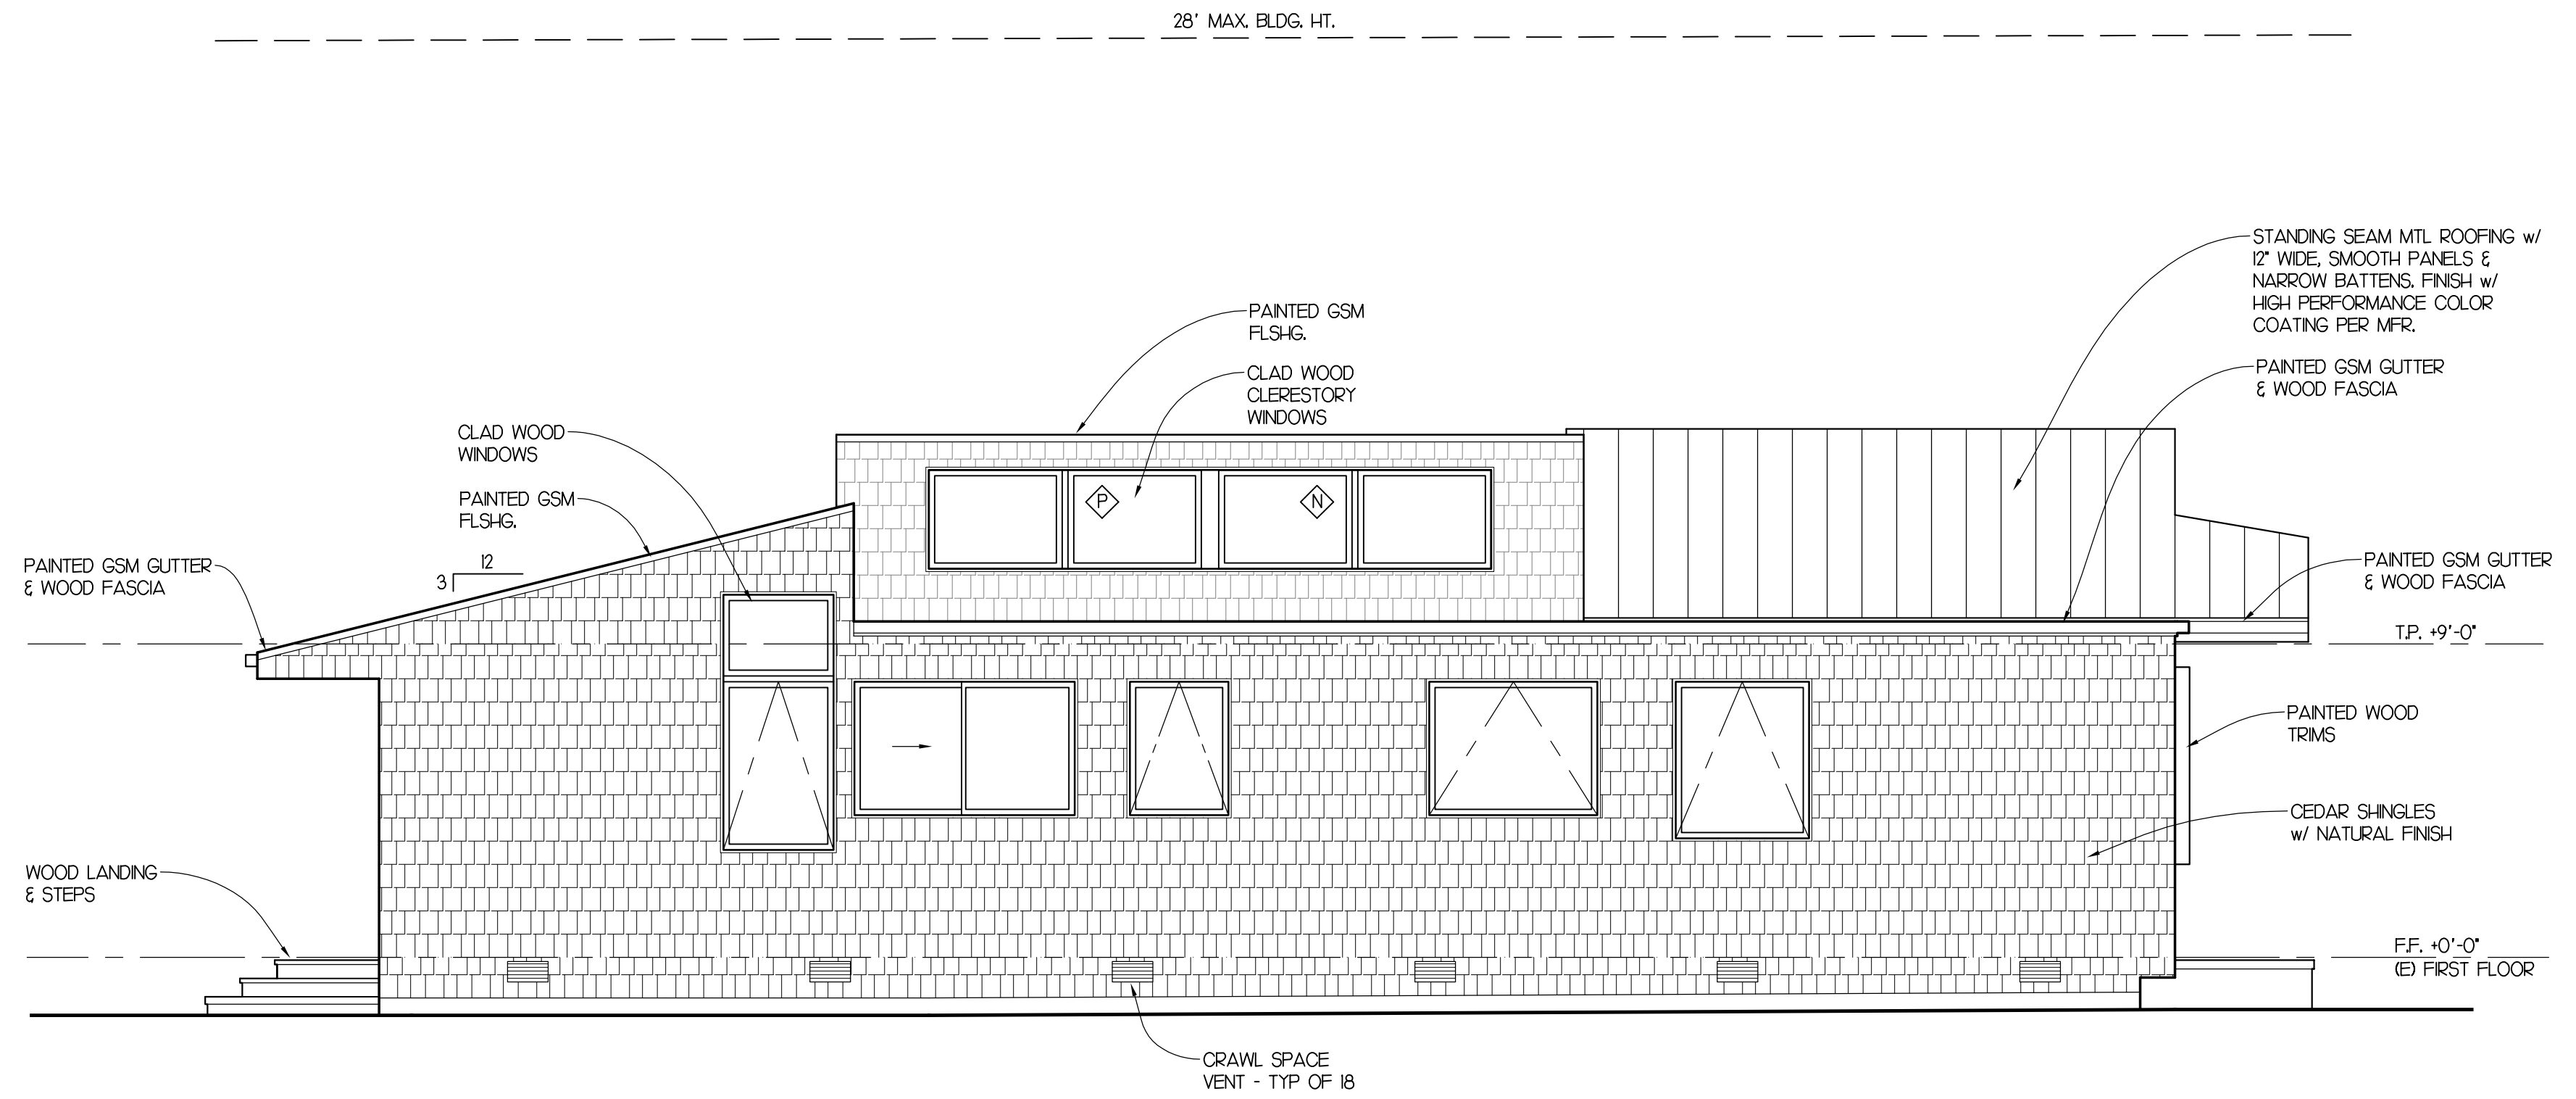 28' MAX. BLDG. HT.
STANDING SEAM MTL ROOFING w/
12" WIDE, SMOOTH PANELS &
NARROW BATTENS. FINISH w/
HIGH PERFORMANCE COLOR
COATING PER MFR.
PAINTED GSM
FLSHG.
PAINTED GSM GUTTER
& WOOD FASCIA
CLAD WOOD
CLERESTORY
WINDOWS
CLAD WOOD
WINDOWS
PAINTED GSM
FLSHG.
P
N
PAINTED GSM GUTTER
& WOOD FASCIA
12
3
PAINTED GSM GUTTER
& WOOD FASCIA
T.P. +9'-0"
PAINTED WOOD
TRIMS
CEDAR SHINGLES
w/ NATURAL FINISH
WOOD LANDING
& STEPS
F.F. +0'-0"
(E) FIRST FLOOR
CRAWL SPACE
VENT - TYP OF 18